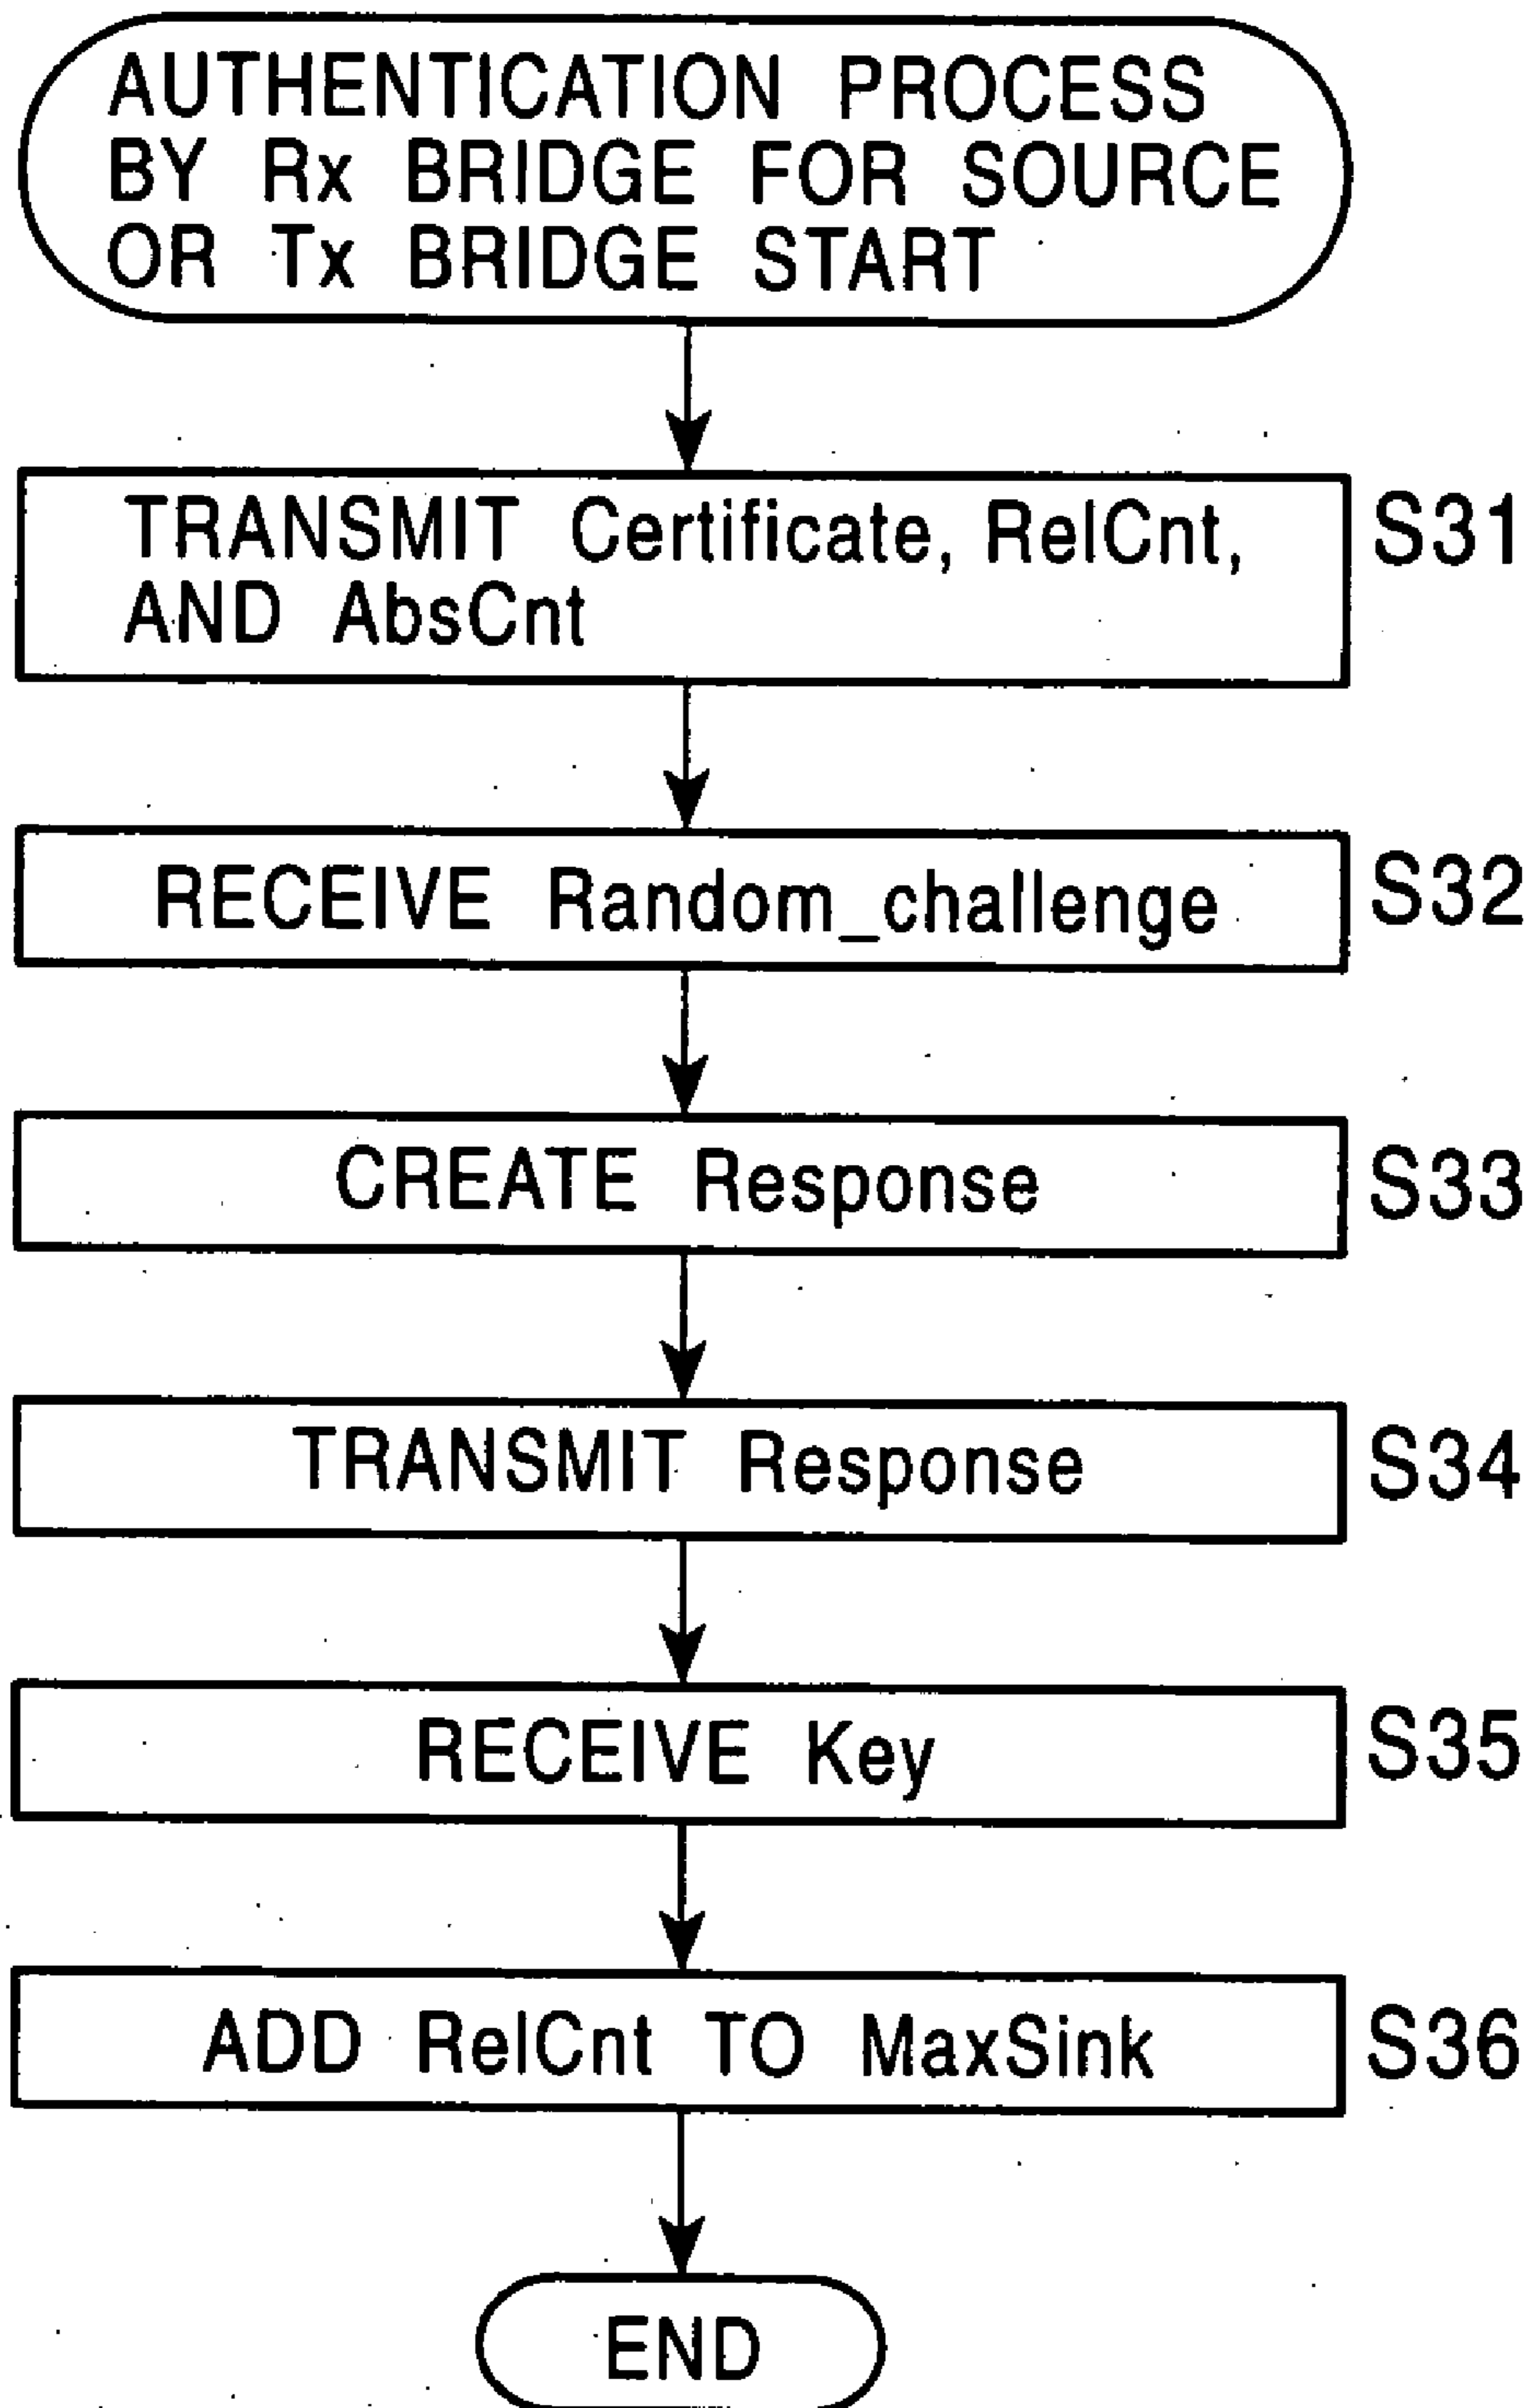 AUTHENTICATION PROCESS
BY Rx BRIDGE FOR SOURCE
OR Tx BRIDGE START
TRANSMIT Certificate, RelCnt,
AND AbsCnt
S31
RECEIVE Random_challenge
S32
CREATE Response
S33
TRANSMIT Response
S34
RECEIVE Key
S35
ADD RelCnt TO MaxSink
S36
END